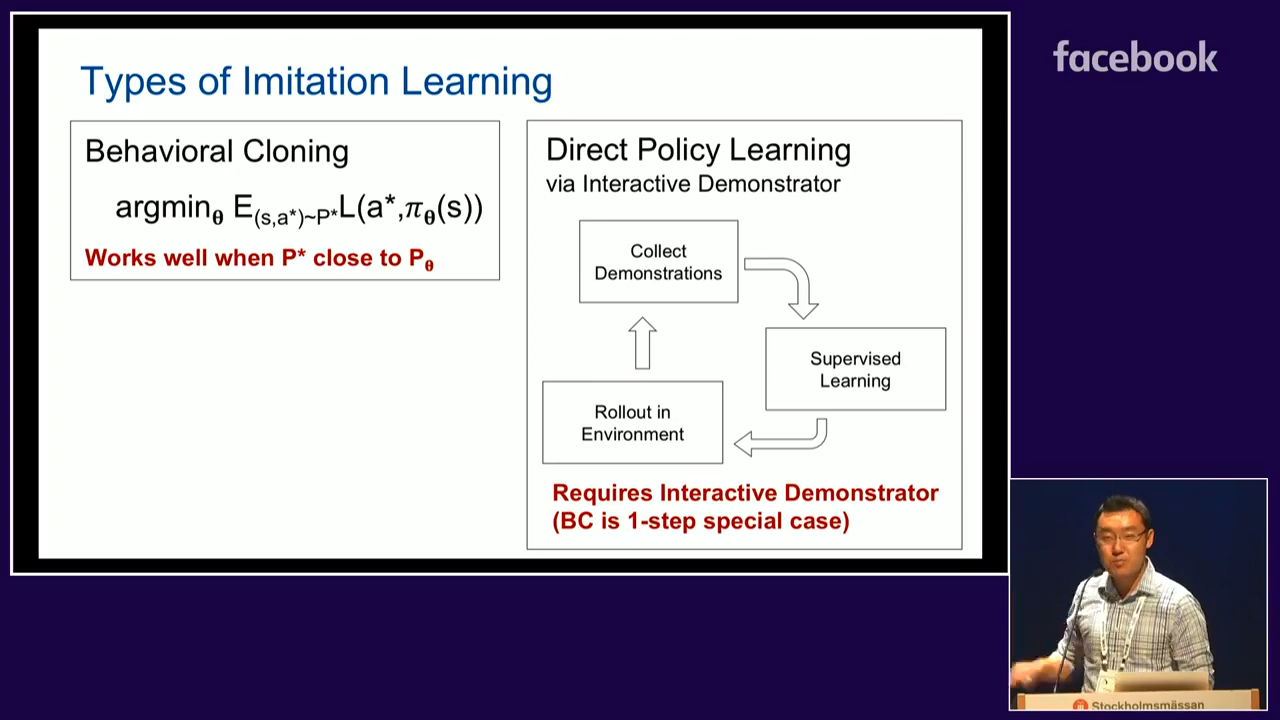 Types of Imitation Learning
facebook
Behavioral Cloning
argminθ E(s,a*)~P*L(a*,πθ(s))
Works well when P* close to Pθ
Direct Policy Learning
via Interactive Demonstrator
Collect
Demonstrations
Supervised
Learning
Rollout in
Environment
Requires Interactive Demonstrator
(BC is 1-step special case)
Stockholmsmässan